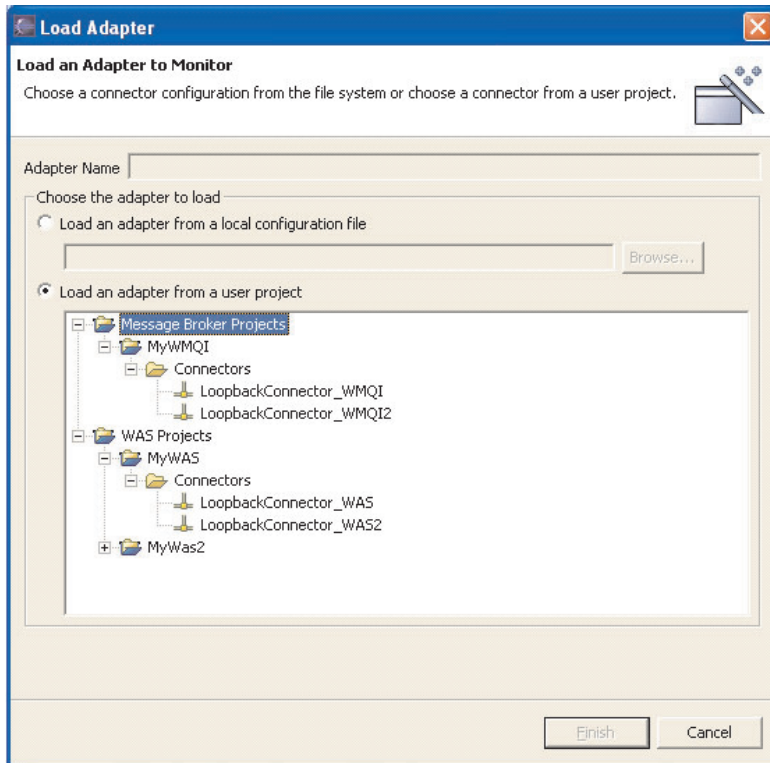 Load Adapter
Load an Adapter to Monitor
Choose a connector configuration from the file system or choose a connector from a user project.
Adapter Name
Choose the adapter to load
Load an adapter from a local configuration file
Browse...
Load an adapter from a user project
Message Broker Projects
MyWMQI
Connectors
LoopbackConnector_WMQI
LoopbackConnector_WMQI2
WAS Projects
MyWAS
Connectors
LoopbackConnector_WAS
LoopbackConnector_WAS2
MyWas2
Finish Cancel